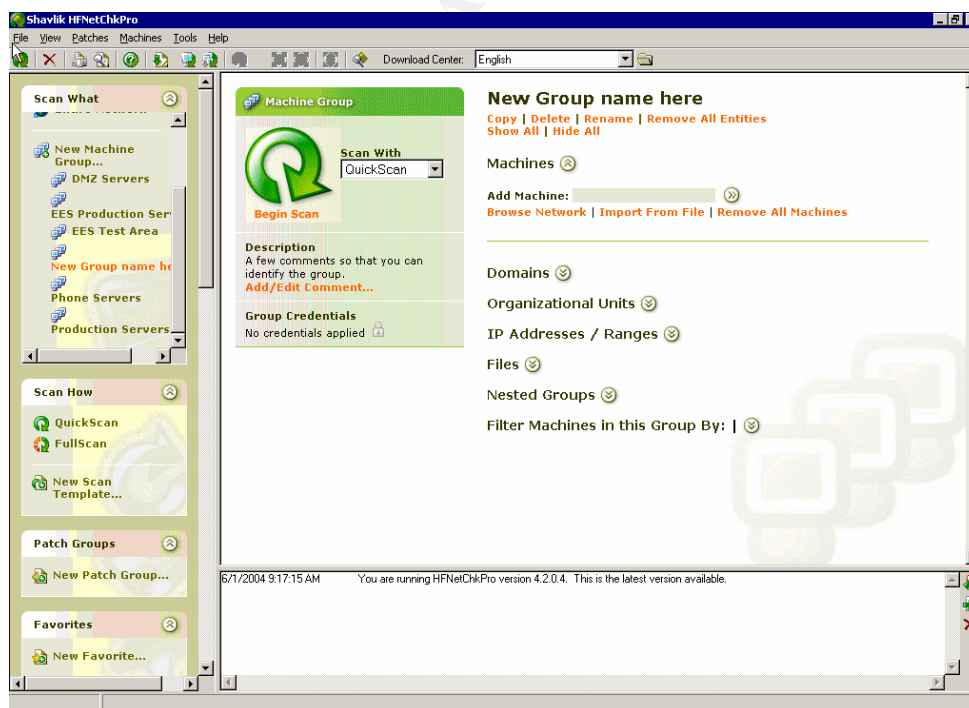 Shavlik HFNetChkPro
File View Patches Machines Tools Help
Download Center: English
Scan What
New Machine
Group...
DMZ Servers
EES Production Ser
EES Test Area
New Group name he
Phone Servers
Production Servers
Scan How
QuickScan
FullScan
New Scan
Template...
Patch Groups
New Patch Group...
Favorites
New Favorite...
Machine Group
Scan With
QuickScan
Begin Scan
Description
A few comments so that you can
identify the group.
Add/Edit Comment...
Group Credentials
No credentials applied
New Group name here
Copy | Delete | Rename | Remove All Entities
Show All | Hide All
Machines
Add Machine:
Browse Network | Import From File | Remove All Machines
Domains
Organizational Units
IP Addresses / Ranges
Files
Nested Groups
Filter Machines in this Group By: |
6/1/2004 9:17:15 AM You are running HFNetChkPro version 4.2.0.4. This is the latest version available.